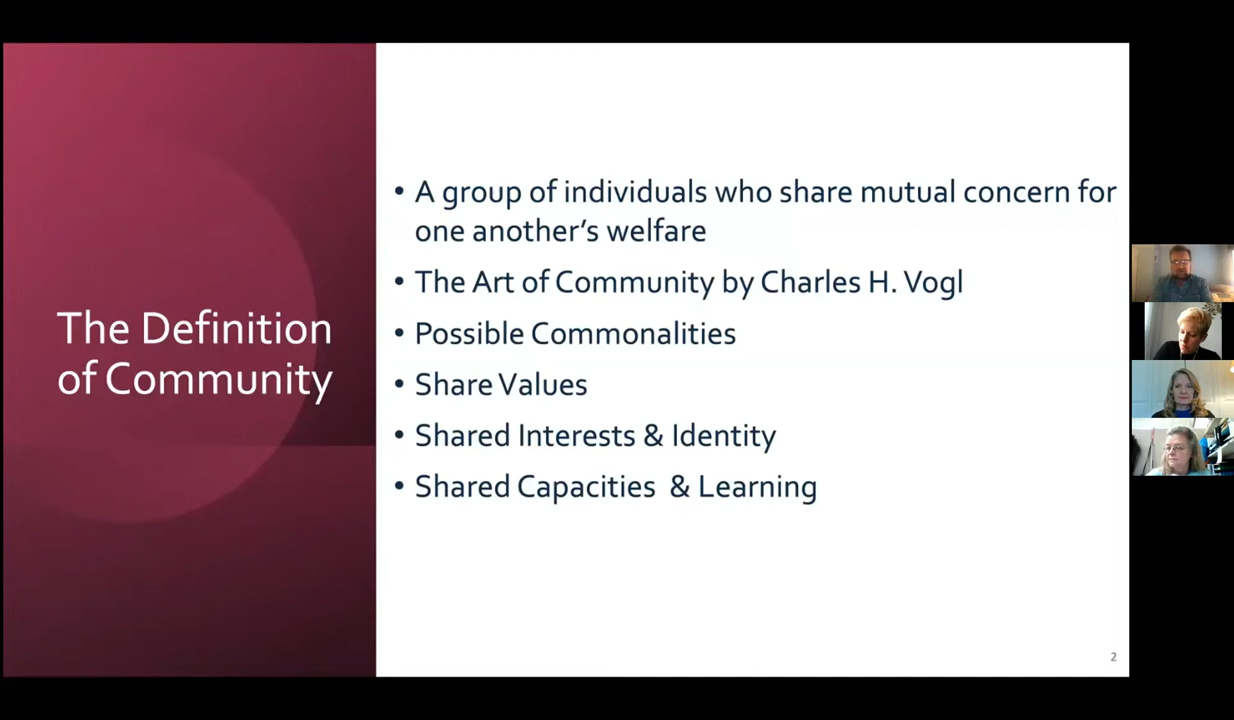 The Definition
of Community
• A group of individuals who share mutual concern for
one another's welfare
• The Art of Community by Charles H. Vogl
• Possible Commonalities
• Share Values
• Shared Interests & Identity
• Shared Capacities  & Learning
2